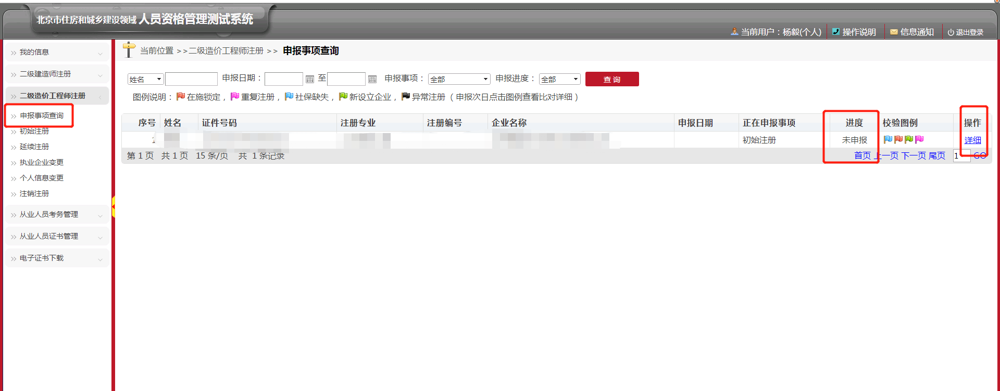 北京市住房和城乡建设领域 人员资格管理测试系统
当前用户：杨毅(个人) 操作说明 信息通知 退出登录
我的信息
二级建造师注册
二级造价工程师注册
申报事项查询
初始注册
延续注册
执业企业变更
个人信息变更
注销注册
从业人员考务管理
从业人员证书管理
电子证书下载
当前位置 >>二级造价工程师注册 >> 申报事项查询
姓名 申报日期： 至 申报事项： 全部 申报进度： 全部 查 询
图例说明： 在施锁定， 重复注册， 社保缺失， 新设立企业， 异常注册（申报次日点击图例查看比对详细）
序号 姓名 证件号码 注册专业 注册编号 企业名称 申报日期 正在申报事项 进度 校验图例 操作
1 初始注册 未申报 详细
第 1 页 共 1 页 15 条/页 共 1 条记录 首页 上一页 下一页 尾页 1 GO